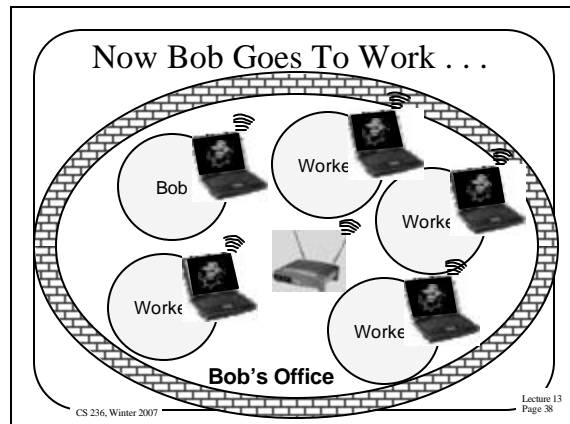 Now Bob Goes To Work . . .
Bob
Worke
Worke
Worke
Worke
Bob's Office
CS 236, Winter 2007
Lecture 13
Page 38